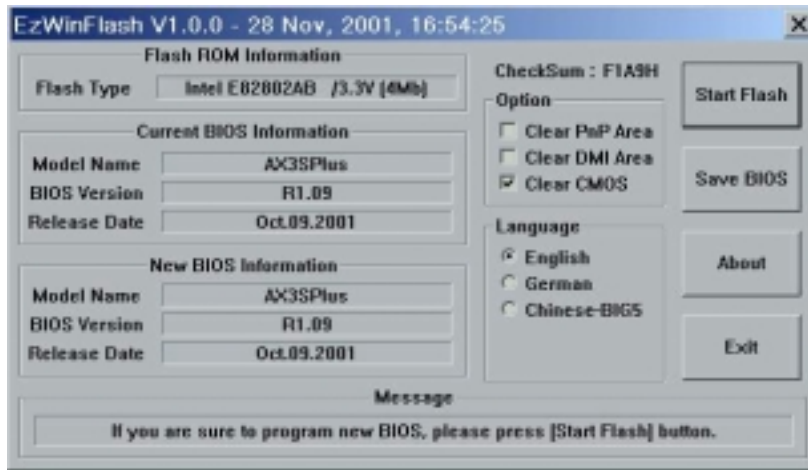 EzWinFlash V1.0.0 - 28 Nov, 2001, 16:54:25
Flash ROM Information
Flash Type Intel E82802AB /3.3V (4Mb)
Current BIOS Information
Model Name AX3SPlus
BIOS Version R1.09
Release Date Oct.09.2001
New BIOS Information
Model Name AX3SPlus
BIOS Version R1.09
Release Date Oct.09.2001
CheckSum : F1A9H
Option
Clear PnP Area
Clear DMI Area
Clear CMOS
Language
English
German
Chinese-BIG5
Start Flash
Save BIOS
About
Exit
Message
If you are sure to program new BIOS, please press [Start Flash] button.